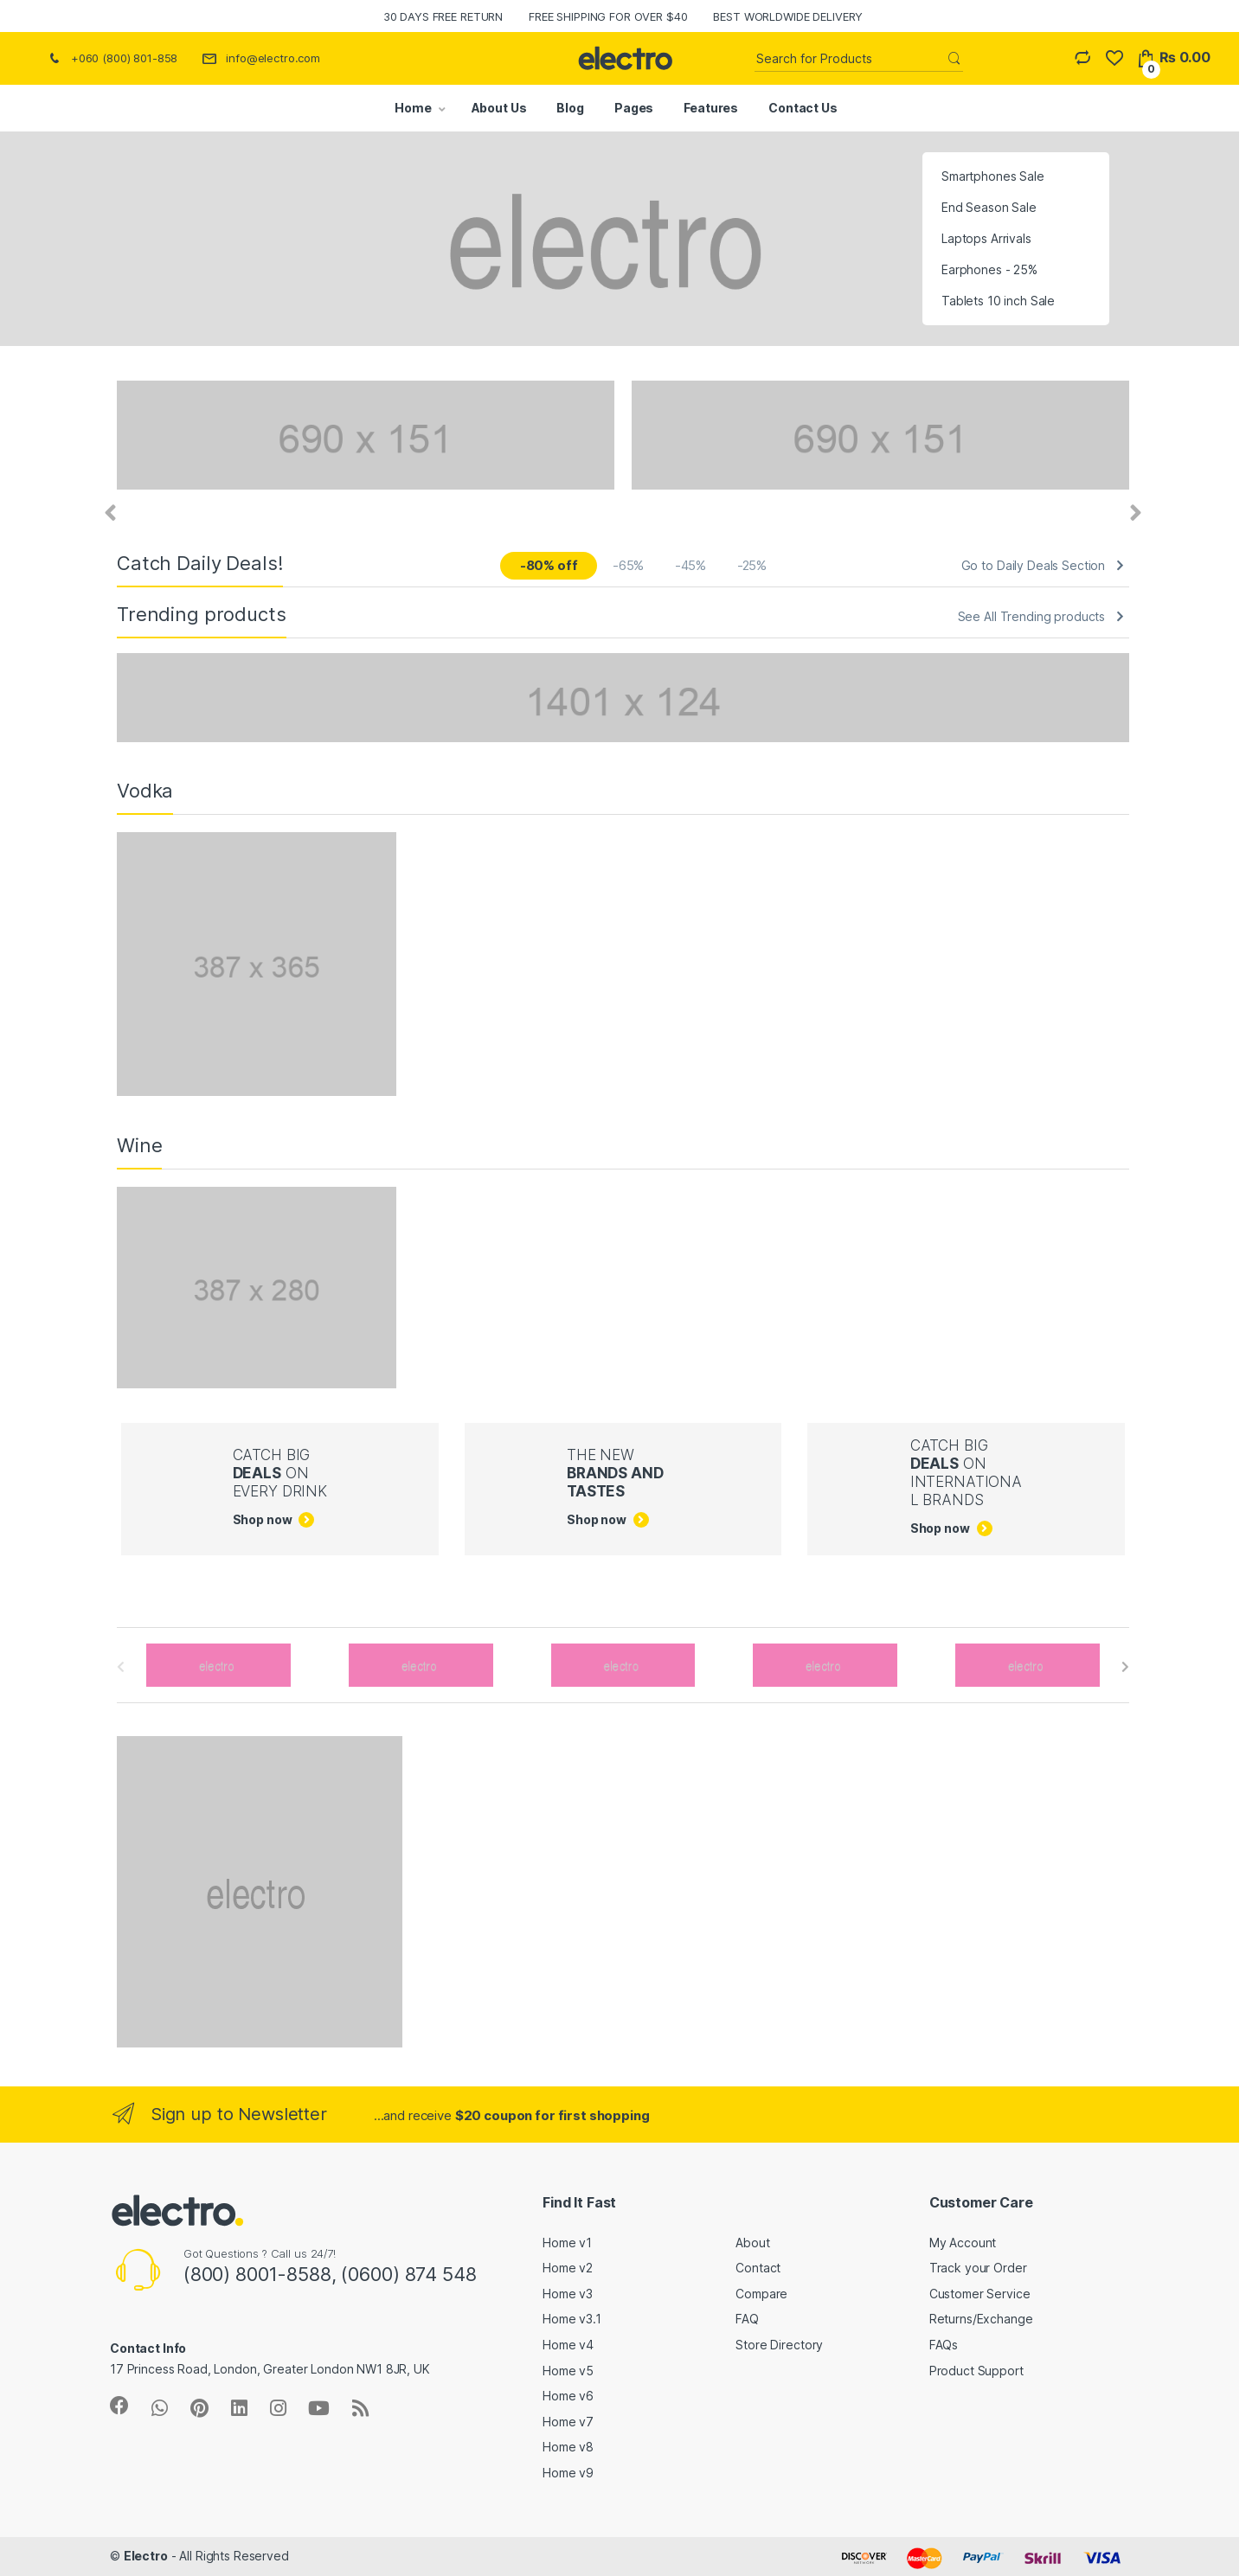 30 DAYS FREE RETURN
FREE SHIPPING FOR OVER $40
BEST WORLDWIDE DELIVERY
+060 (800) 801-858
info@electro.com
electro
Search for Products
0
₨ 0.00
Home
About Us
Blog
Pages
Features
Contact Us
electro
Smartphones Sale
End Season Sale
Laptops Arrivals
Earphones - 25%
Tablets 10 inch Sale
690 x 151
690 x 151
Catch Daily Deals!
-80% off
-65%
-45%
-25%
Go to Daily Deals Section
Trending products
See All Trending products
1401 x 124
Vodka
387 x 365
Wine
387 x 280
CATCH BIG
DEALS ON
EVERY DRINK
Shop now
THE NEW
BRANDS AND
TASTES
Shop now
CATCH BIG
DEALS ON
INTERNATIONA
L BRANDS
Shop now
electro
electro
electro
electro
electro
electro
Sign up to Newsletter
...and receive $20 coupon for first shopping
electro.
Got Questions ? Call us 24/7!
(800) 8001-8588, (0600) 874 548
Contact Info
17 Princess Road, London, Greater London NW1 8JR, UK
Find It Fast
Home v1
Home v2
Home v3
Home v3.1
Home v4
Home v5
Home v6
Home v7
Home v8
Home v9
About
Contact
Compare
FAQ
Store Directory
Customer Care
My Account
Track your Order
Customer Service
Returns/Exchange
FAQs
Product Support
© Electro - All Rights Reserved
DISCOVER
NETWORK
MasterCard
PayPal
Skrill
VISA